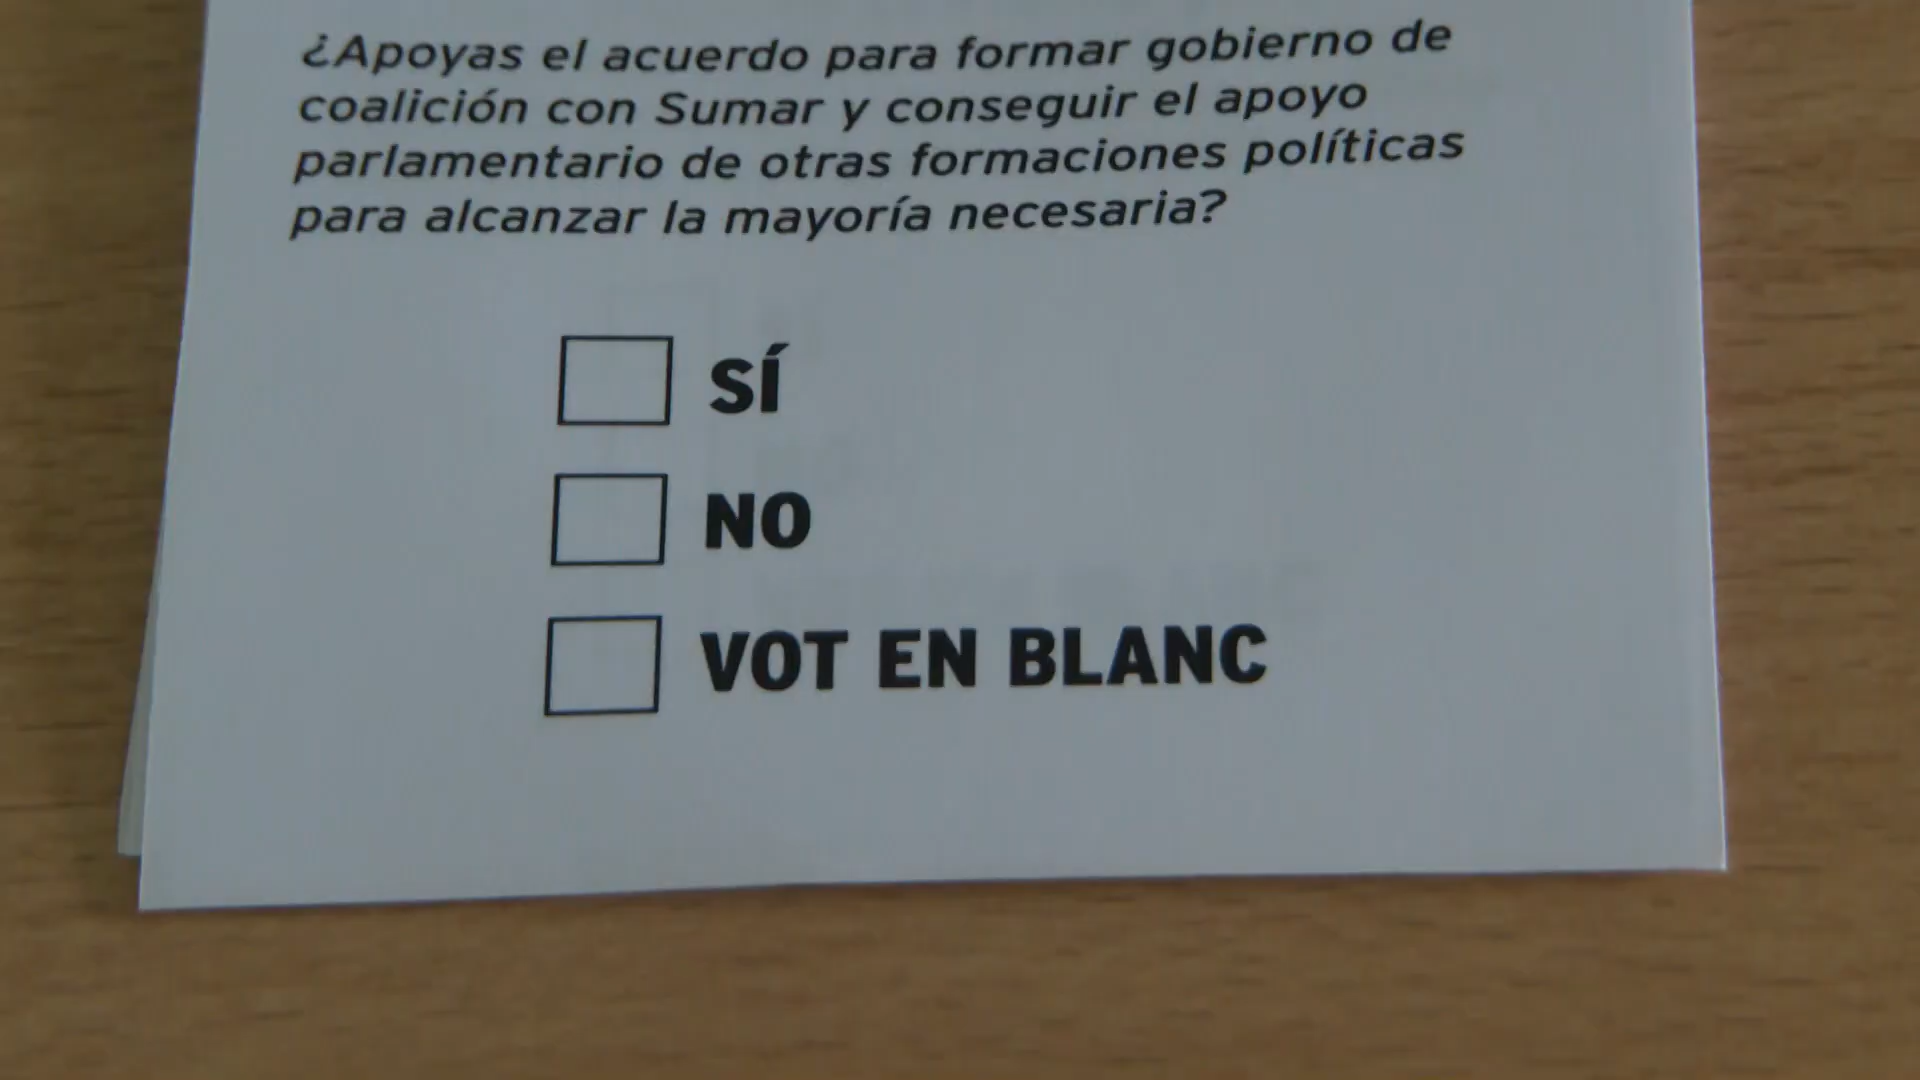 ¿Apoyas el acuerdo para formar gobierno de
coalición con Sumar y conseguir el apoyo
parlamentario de otras formaciones políticas
para alcanzar la mayoría necesaria?
SÍ
NO
VOT EN BLANC